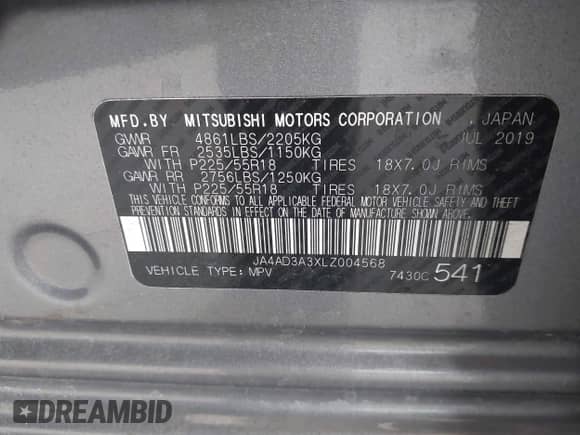 MFD.BY MITSUBISHI MOTORS CORPORATION . JAPAN
GVWR 4861LBS/2205KG JUL 2019
GAWR FR 2535LBS/1150KG
WITH P225/55R18 TIRES 18X7.0J RIMS
GAWR RR 2756LBS/1250KG
WITH P225/55R18 TIRES 18X7.0J RIMS
THIS VEHICLE CONFORMS TO ALL APPLICABLE U.S. FEDERAL MOTOR VEHICLE SAFETY AND THEFT
PREVENTION STANDARDS IN EFFECT ON THE DATE OF MANUFACTURE SHOWN ABOVE.
JA4AD3A3XLZ004568
VEHICLE TYPE: MPV 7430C 541
DREAMBID